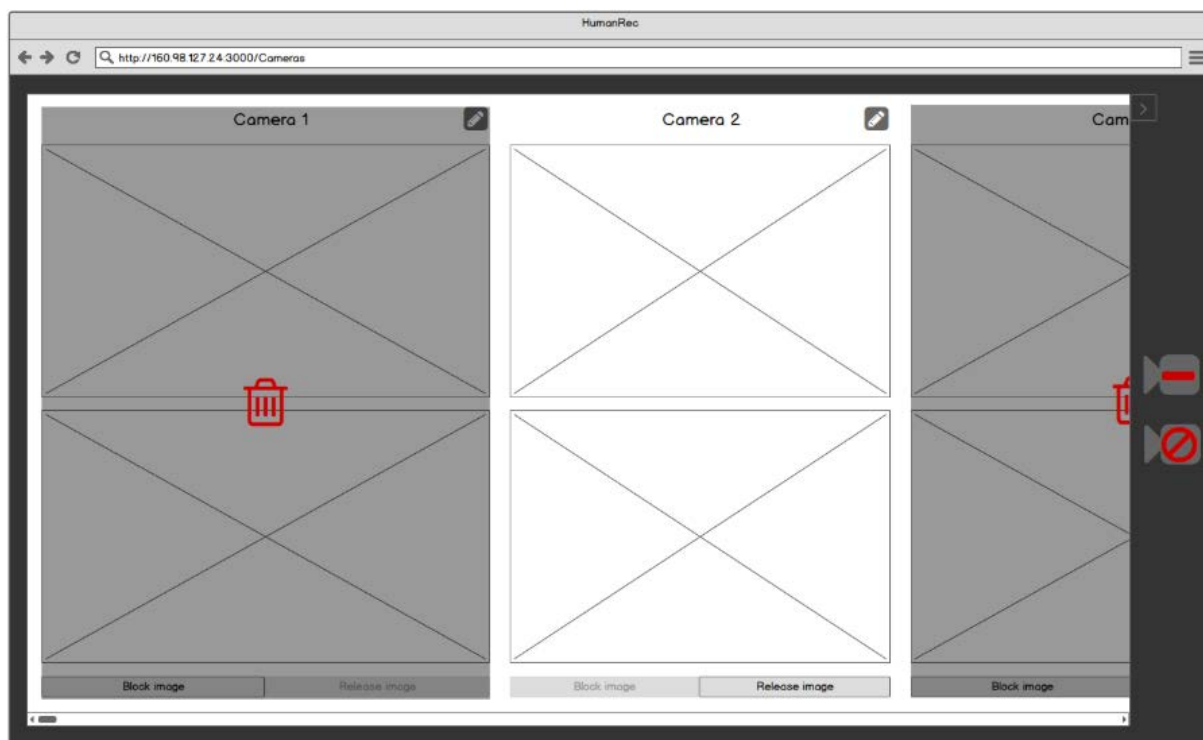 HumanRec
http://160.98.127.24:3000/Cameras
Camera 1
Camera 2
Cam
Block image
Release image
Block image
Release image
Block image